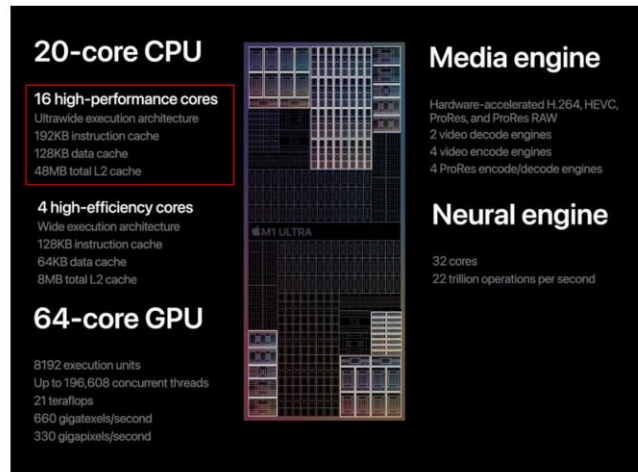 20-core CPU
16 high-performance cores
Ultrawide execution architecture
192KB instruction cache
128KB data cache
48MB total L2 cache
4 high-efficiency cores
Wide execution architecture
128KB instruction cache
64KB data cache
8MB total L2 cache
64-core GPU
8192 execution units
Up to 196,608 concurrent threads
21 teraflops
660 gigatexels/second
330 gigapixels/second
M1 ULTRA
Media engine
Hardware-accelerated H.264, HEVC,
ProRes, and ProRes RAW
2 video decode engines
4 video encode engines
4 ProRes encode/decode engines
Neural engine
32 cores
22 trillion operations per second